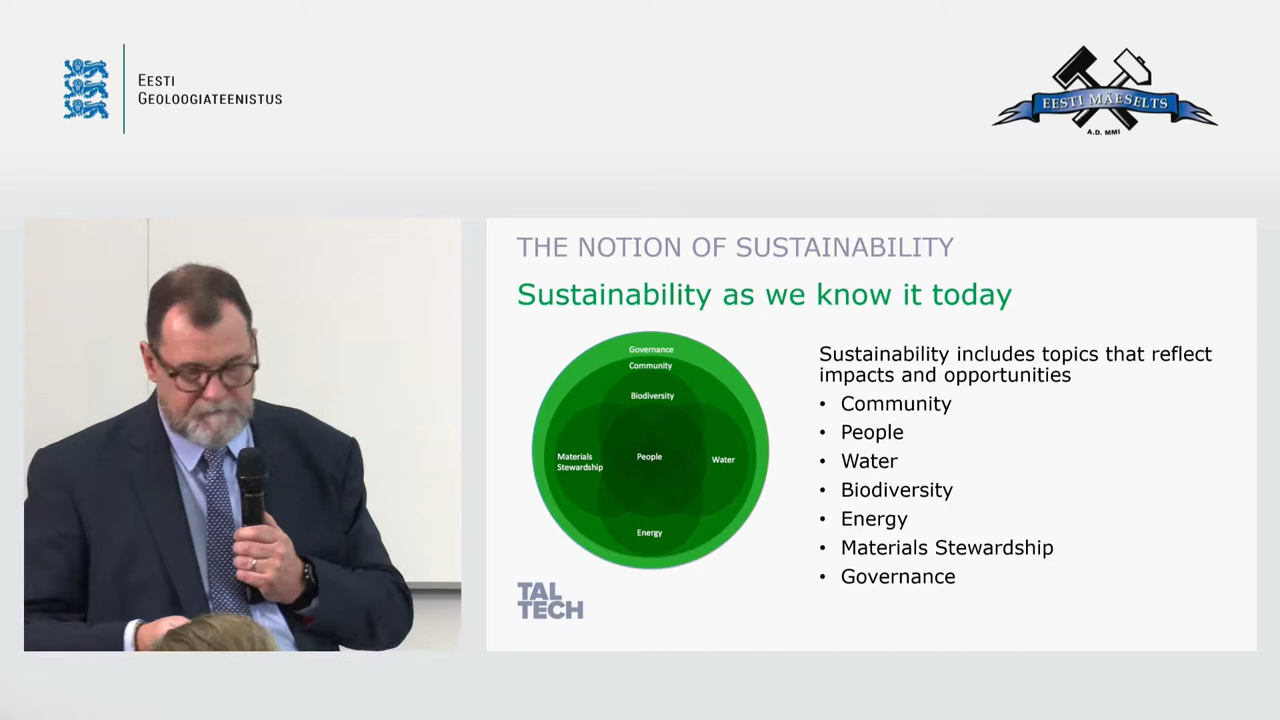 EESTI
GEOLOOGIATEENISTUS
EESTI MÄESELTS
A.D. MMI
THE NOTION OF SUSTAINABILITY
Sustainability as we know it today
Governance
Community
Biodiversity
Materials
Stewardship
People
Water
Energy
Sustainability includes topics that reflect
impacts and opportunities
• Community
• People
• Water
• Biodiversity
• Energy
• Materials Stewardship
• Governance
TAL
TECH